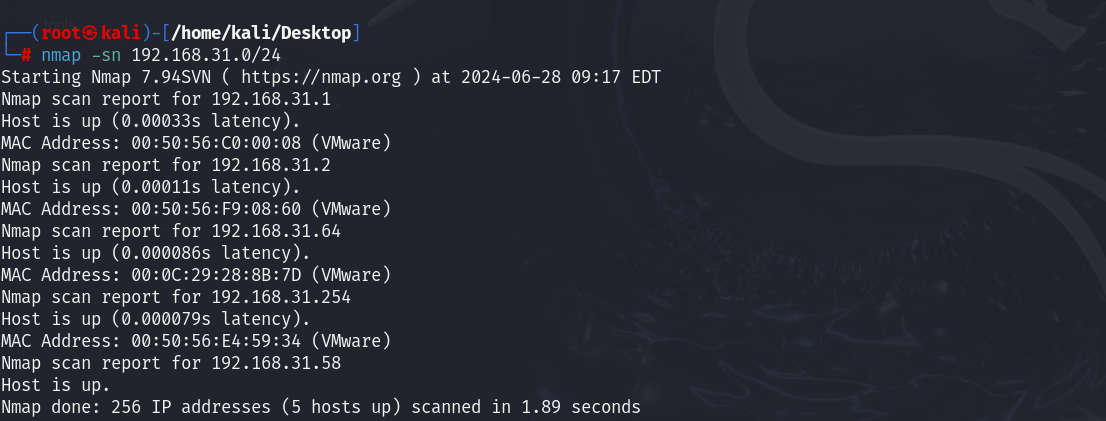 ┌──(root㉿kali)-[/home/kali/Desktop]
└─# nmap -sn 192.168.31.0/24
Starting Nmap 7.94SVN ( https://nmap.org ) at 2024-06-28 09:17 EDT
Nmap scan report for 192.168.31.1
Host is up (0.00033s latency).
MAC Address: 00:50:56:C0:00:08 (VMware)
Nmap scan report for 192.168.31.2
Host is up (0.00011s latency).
MAC Address: 00:50:56:F9:08:60 (VMware)
Nmap scan report for 192.168.31.64
Host is up (0.000086s latency).
MAC Address: 00:0C:29:28:8B:7D (VMware)
Nmap scan report for 192.168.31.254
Host is up (0.000079s latency).
MAC Address: 00:50:56:E4:59:34 (VMware)
Nmap scan report for 192.168.31.58
Host is up.
Nmap done: 256 IP addresses (5 hosts up) scanned in 1.89 seconds